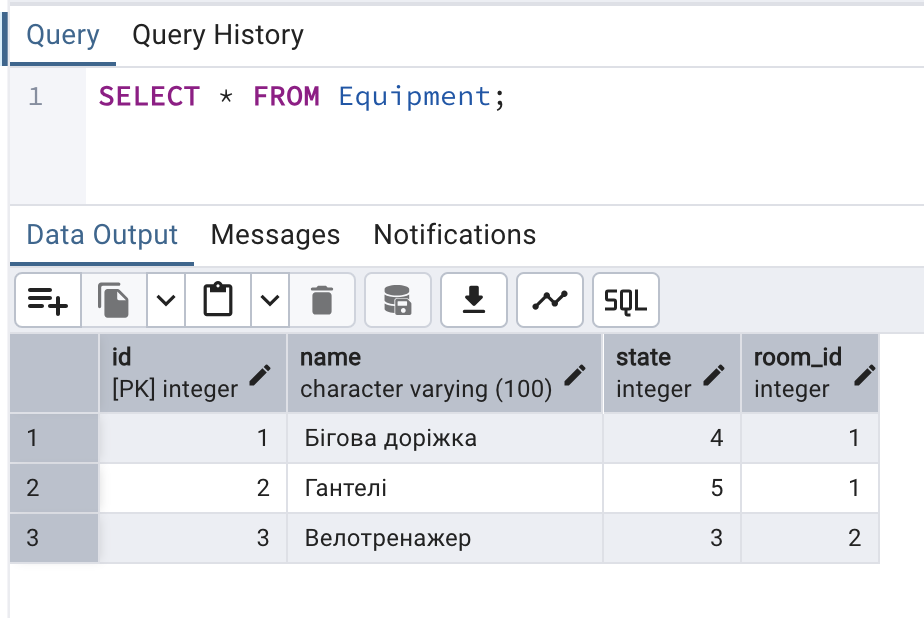 Query Query History
1 SELECT * FROM Equipment;
Data Output Messages Notifications
SQL
id name state room_id
[PK] integer character varying (100) integer integer
1 1 Бігова доріжка 4 1
2 2 Гантелі 5 1
3 3 Велотренажер 3 2